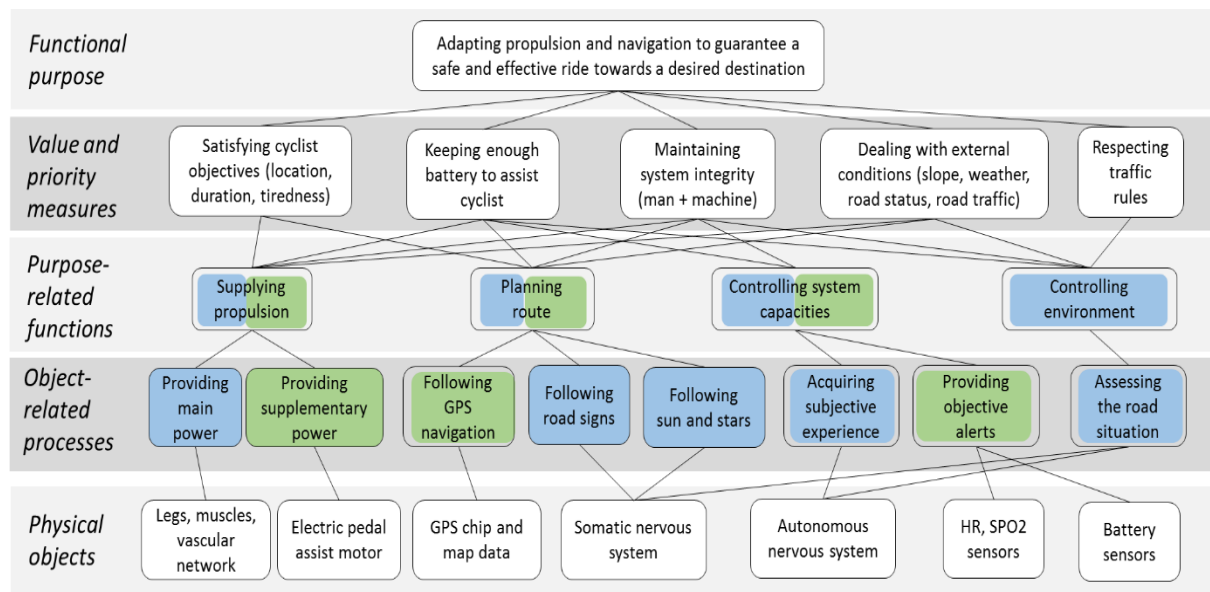 Functional
purpose
Adapting propulsion and navigation to guarantee a
safe and effective ride towards a desired destination
Value and
priority
measures
Satisfying cyclist
objectives (location,
duration, tiredness)
Keeping enough
battery to assist
cyclist
Maintaining
system integrity
(man + machine)
Dealing with external
conditions (slope, weather,
road status, road traffic)
Respecting
traffic
rules
Purpose-
related
functions
Supplying
propulsion
Planning
route
Controlling system
capacities
Controlling
environment
Object-
related
processes
Providing
main
power
Providing
supplementary
power
Following
GPS
navigation
Following
road signs
Following
sun and stars
Acquiring
subjective
experience
Providing
objective
alerts
Assessing
the road
situation
Physical
objects
Legs, muscles,
vascular
network
Electric pedal
assist motor
GPS chip and
map data
Somatic nervous
system
Autonomous
nervous system
HR, SPO2
sensors
Battery
sensors